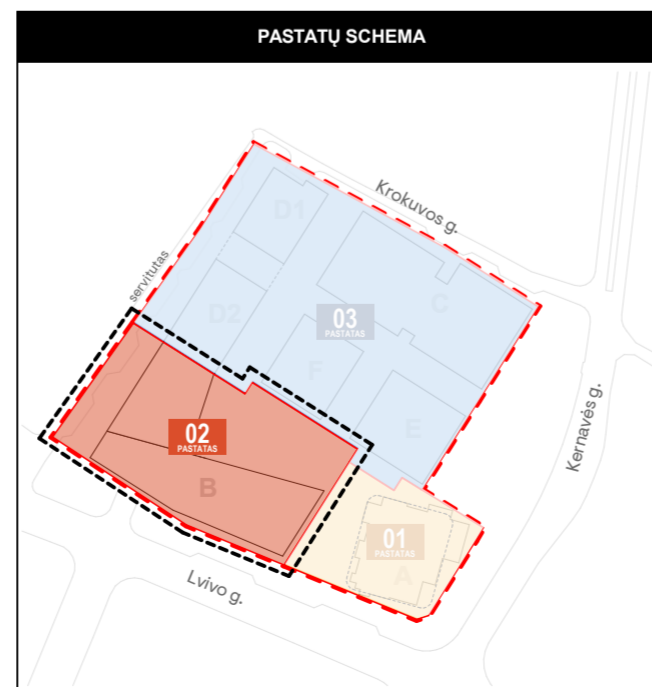 PASTATŲ SCHEMA
Krokuvos g.
D1
servitutas
C
D2
03
PASTATAS
F
Kernavės g.
E
02
PASTATAS
B
01
PASTATAS
A
Lvivo g.